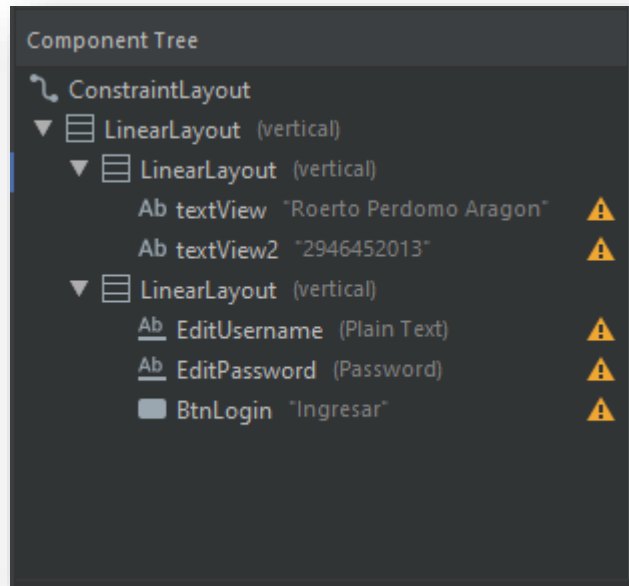 Component Tree
ConstraintLayout
LinearLayout (vertical)
LinearLayout (vertical)
Ab textView "Roerto Perdomo Aragon"
Ab textView2 "2946452013"
LinearLayout (vertical)
Ab EditUsername (Plain Text)
Ab EditPassword (Password)
BtnLogin "Ingresar"